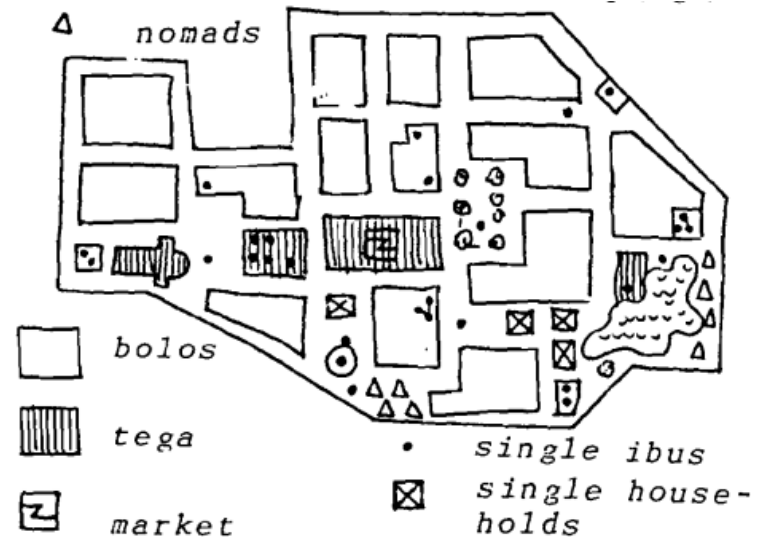 nomads
bolos
tega
market
single ibus
single house-
holds